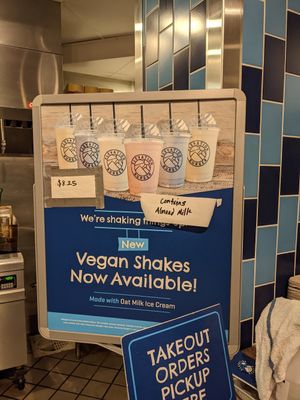 $8.25
Contains
Almond Milk
We're shaking things up!
New
Vegan Shakes
Now Available!
Made with Oat Milk Ice Cream
TAKEOUT
ORDERS
PICKUP